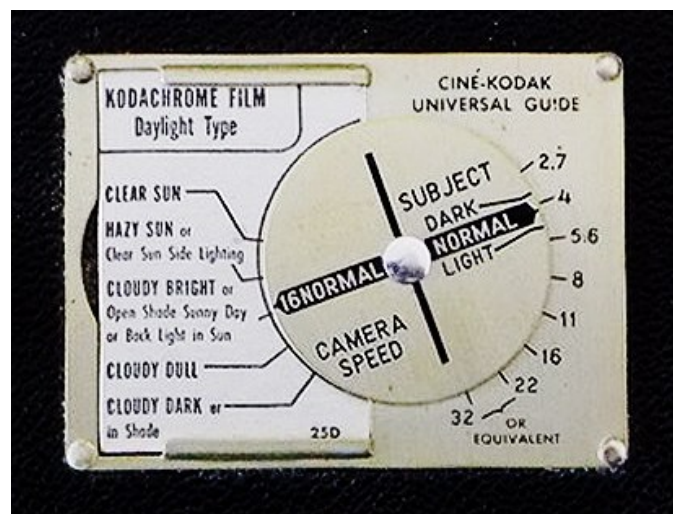 KODACHROME FILM
Daylight Type
CLEAR SUN
HAZY SUN or
Clear Sun Side Lighting
CLOUDY BRIGHT or
Open Shade Sunny Day
or Back Light in Sun
CLOUDY DULL
CLOUDY DARK or
in Shade
25D
CINÉ-KODAK
UNIVERSAL GUIDE
SUBJECT
DARK
NORMAL
LIGHT
16 NORMAL
CAMERA
SPEED
2.7
4
5.6
8
11
16
22
32
OR
EQUIVALENT